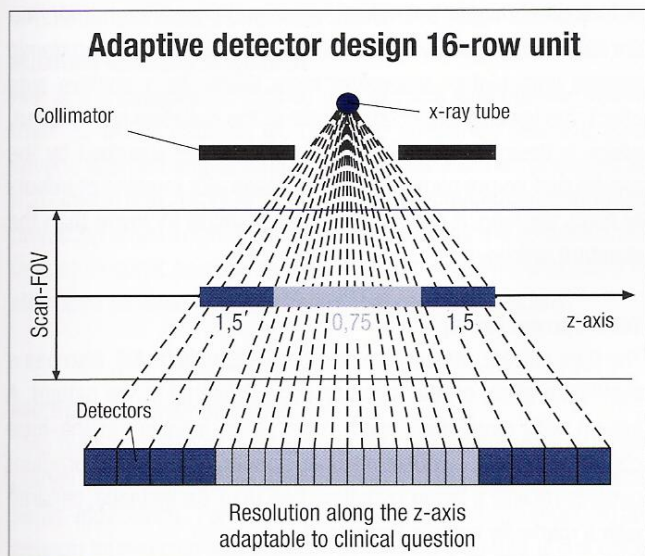 Adaptive detector design 16-row unit
x-ray tube
Collimator
Scan-FOV
1,5
0,75
1,5
z-axis
Detectors
Resolution along the z-axis
adaptable to clinical question